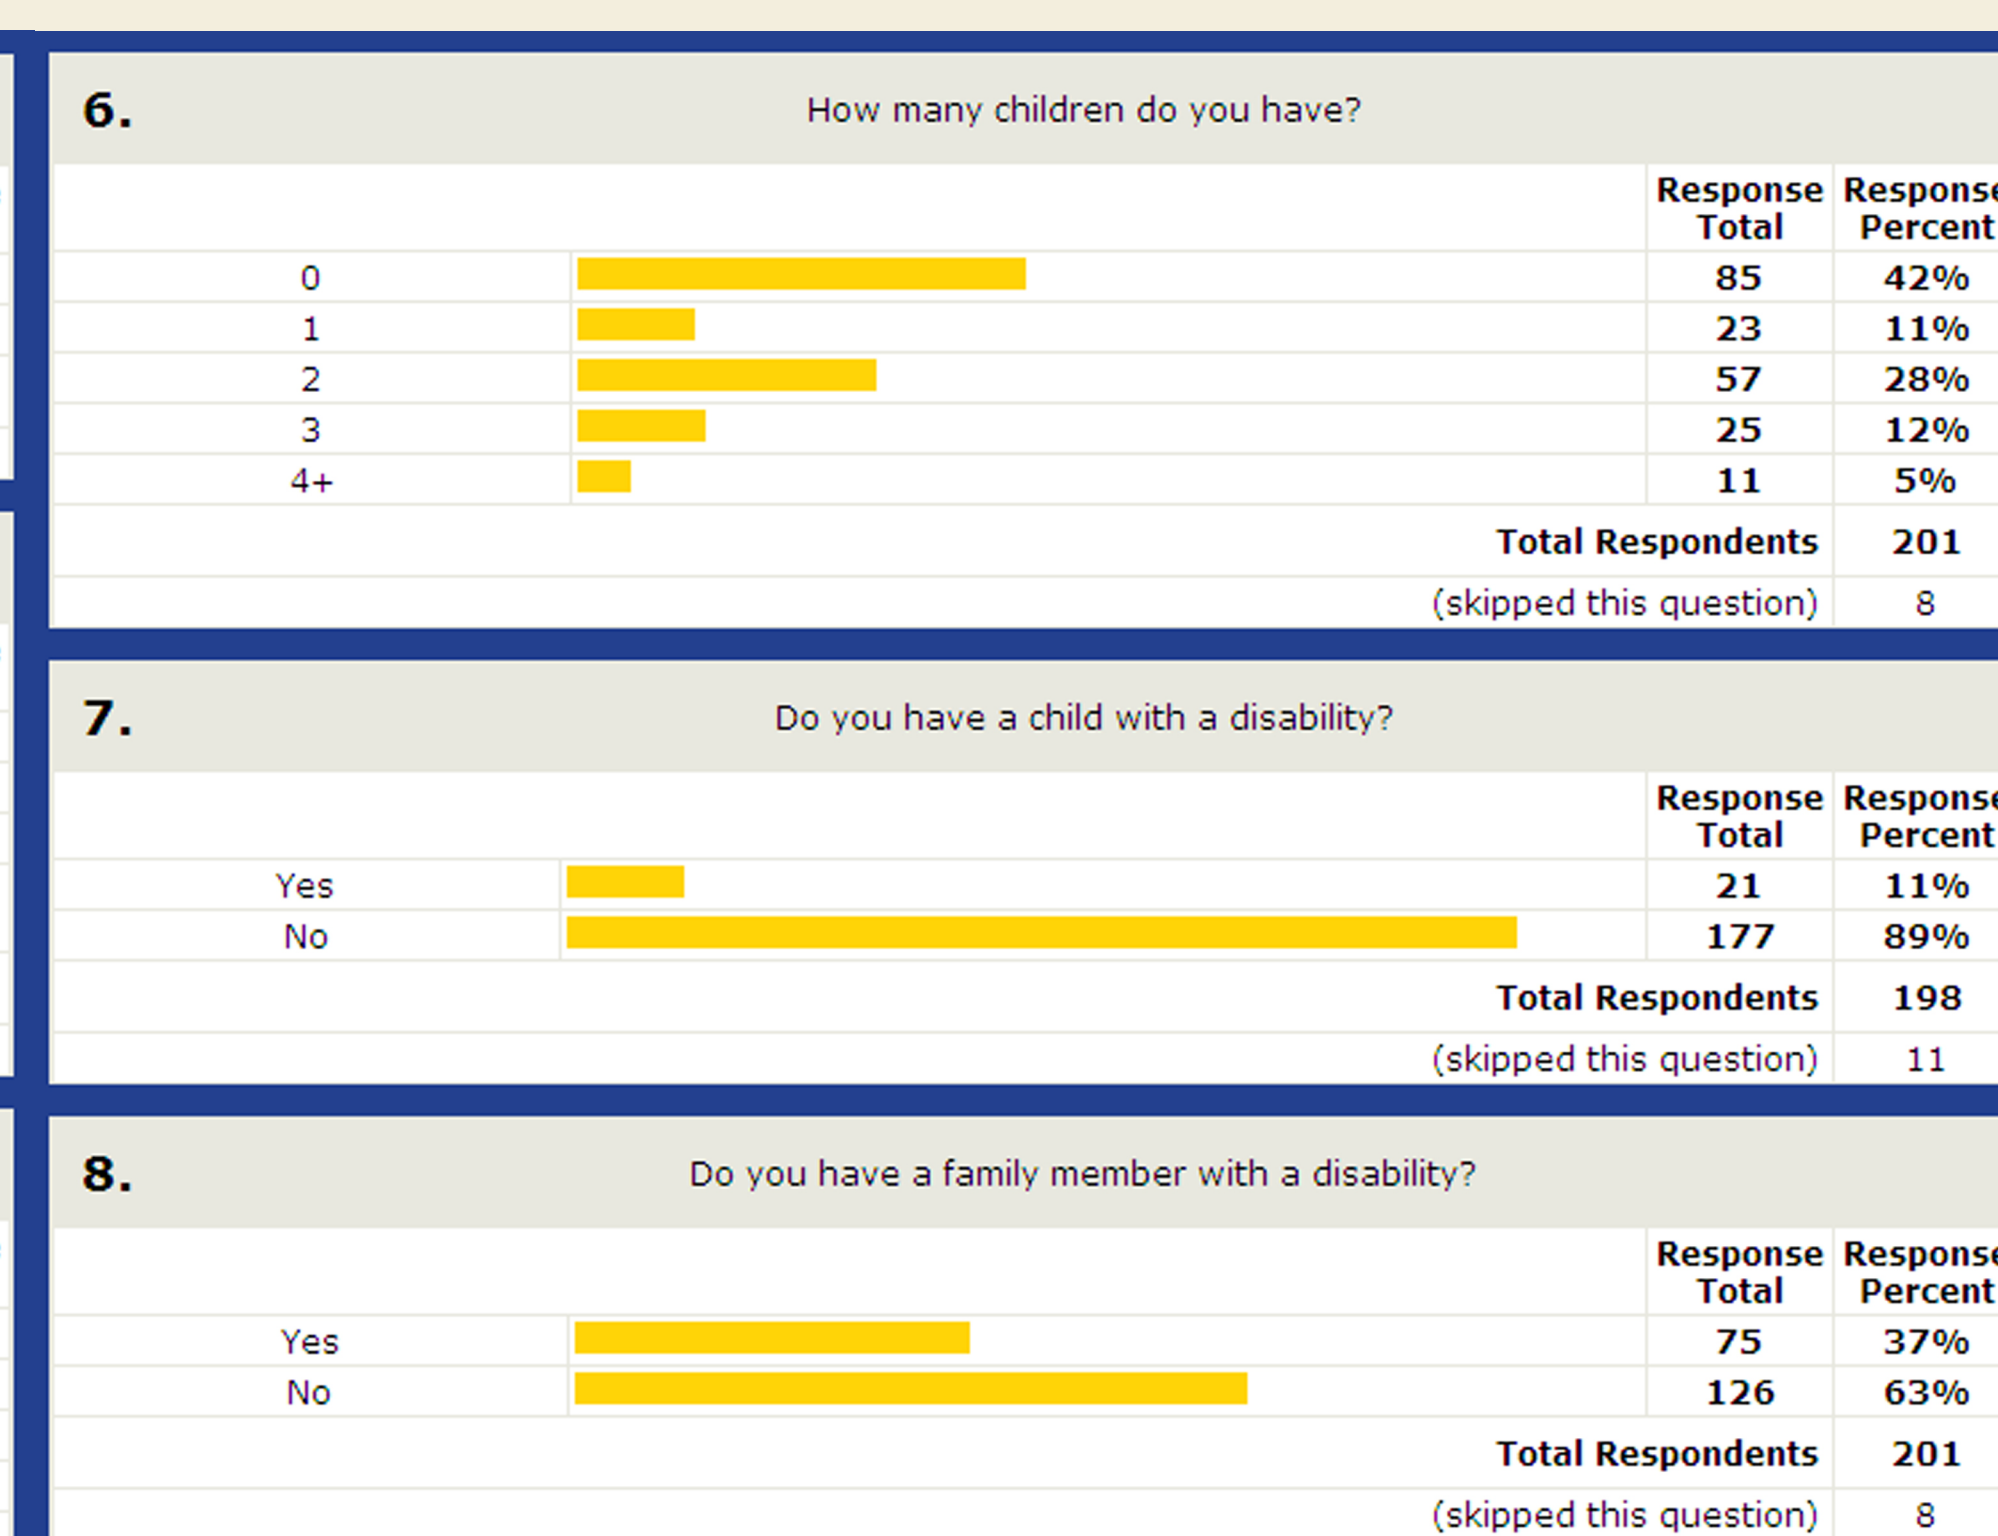 6. How many children do you have?
Response Response
Total Percent
0 85 42%
1 23 11%
2 57 28%
3 25 12%
4+ 11 5%
Total Respondents 201
(skipped this question) 8
7. Do you have a child with a disability?
Response Response
Total Percent
Yes 21 11%
No 177 89%
Total Respondents 198
(skipped this question) 11
8. Do you have a family member with a disability?
Response Response
Total Percent
Yes 75 37%
No 126 63%
Total Respondents 201
(skipped this question) 8